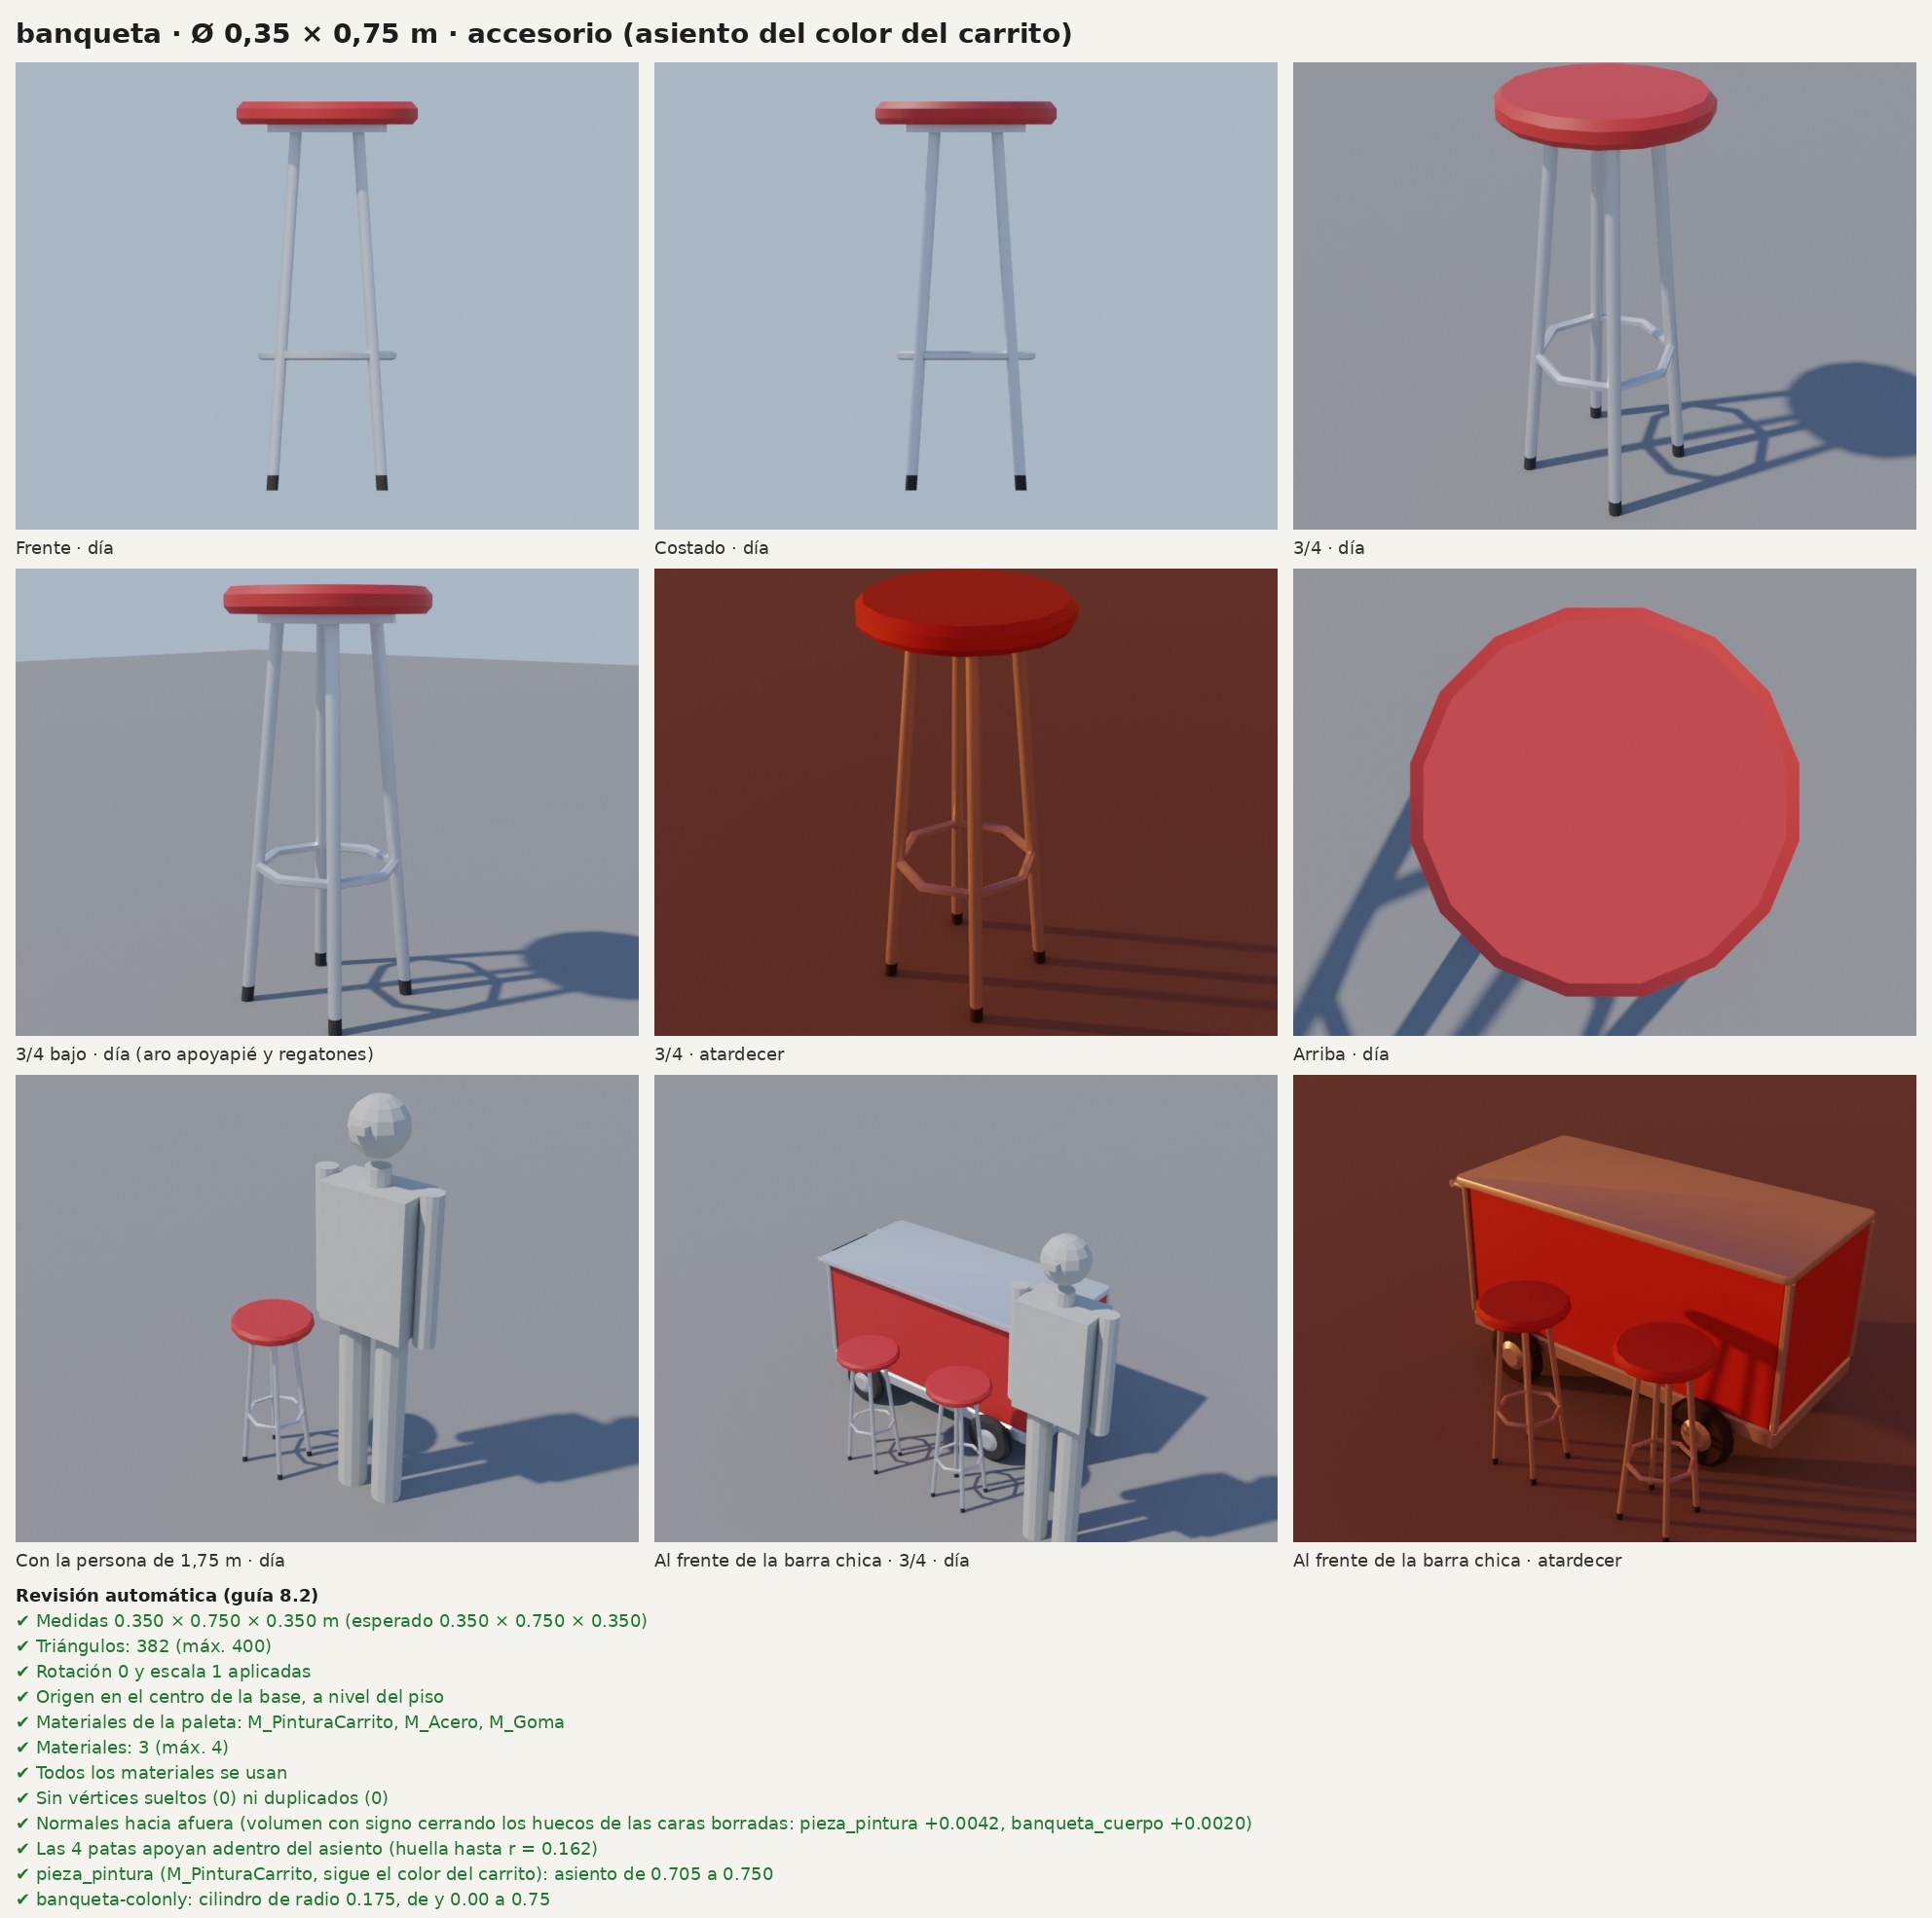 banqueta · Ø 0,35 × 0,75 m · accesorio (asiento del color del carrito)
Frente · día
Costado · día
3/4 · día
3/4 bajo · día (aro apoyapié y regatones)
3/4 · atardecer
Arriba · día
Con la persona de 1,75 m · día
Al frente de la barra chica · 3/4 · día
Al frente de la barra chica · atardecer
Revisión automática (guía 8.2)
✔ Medidas 0.350 × 0.750 × 0.350 m (esperado 0.350 × 0.750 × 0.350)
✔ Triángulos: 382 (máx. 400)
✔ Rotación 0 y escala 1 aplicadas
✔ Origen en el centro de la base, a nivel del piso
✔ Materiales de la paleta: M_PinturaCarrito, M_Acero, M_Goma
✔ Materiales: 3 (máx. 4)
✔ Todos los materiales se usan
✔ Sin vértices sueltos (0) ni duplicados (0)
✔ Normales hacia afuera (volumen con signo cerrando los huecos de las caras borradas: pieza_pintura +0.0042, banqueta_cuerpo +0.0020)
✔ Las 4 patas apoyan adentro del asiento (huella hasta r = 0.162)
✔ pieza_pintura (M_PinturaCarrito, sigue el color del carrito): asiento de 0.705 a 0.750
✔ banqueta-colonly: cilindro de radio 0.175, de y 0.00 a 0.75